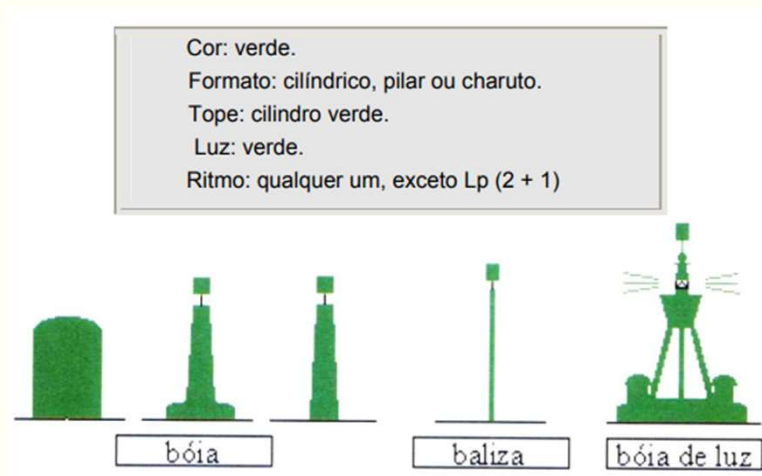 Cor: verde.
Formato: cilíndrico, pilar ou charuto.
Tope: cilindro verde.
Luz: verde.
Ritmo: qualquer um, exceto Lp (2 + 1)
bóia
baliza
bóia de luz